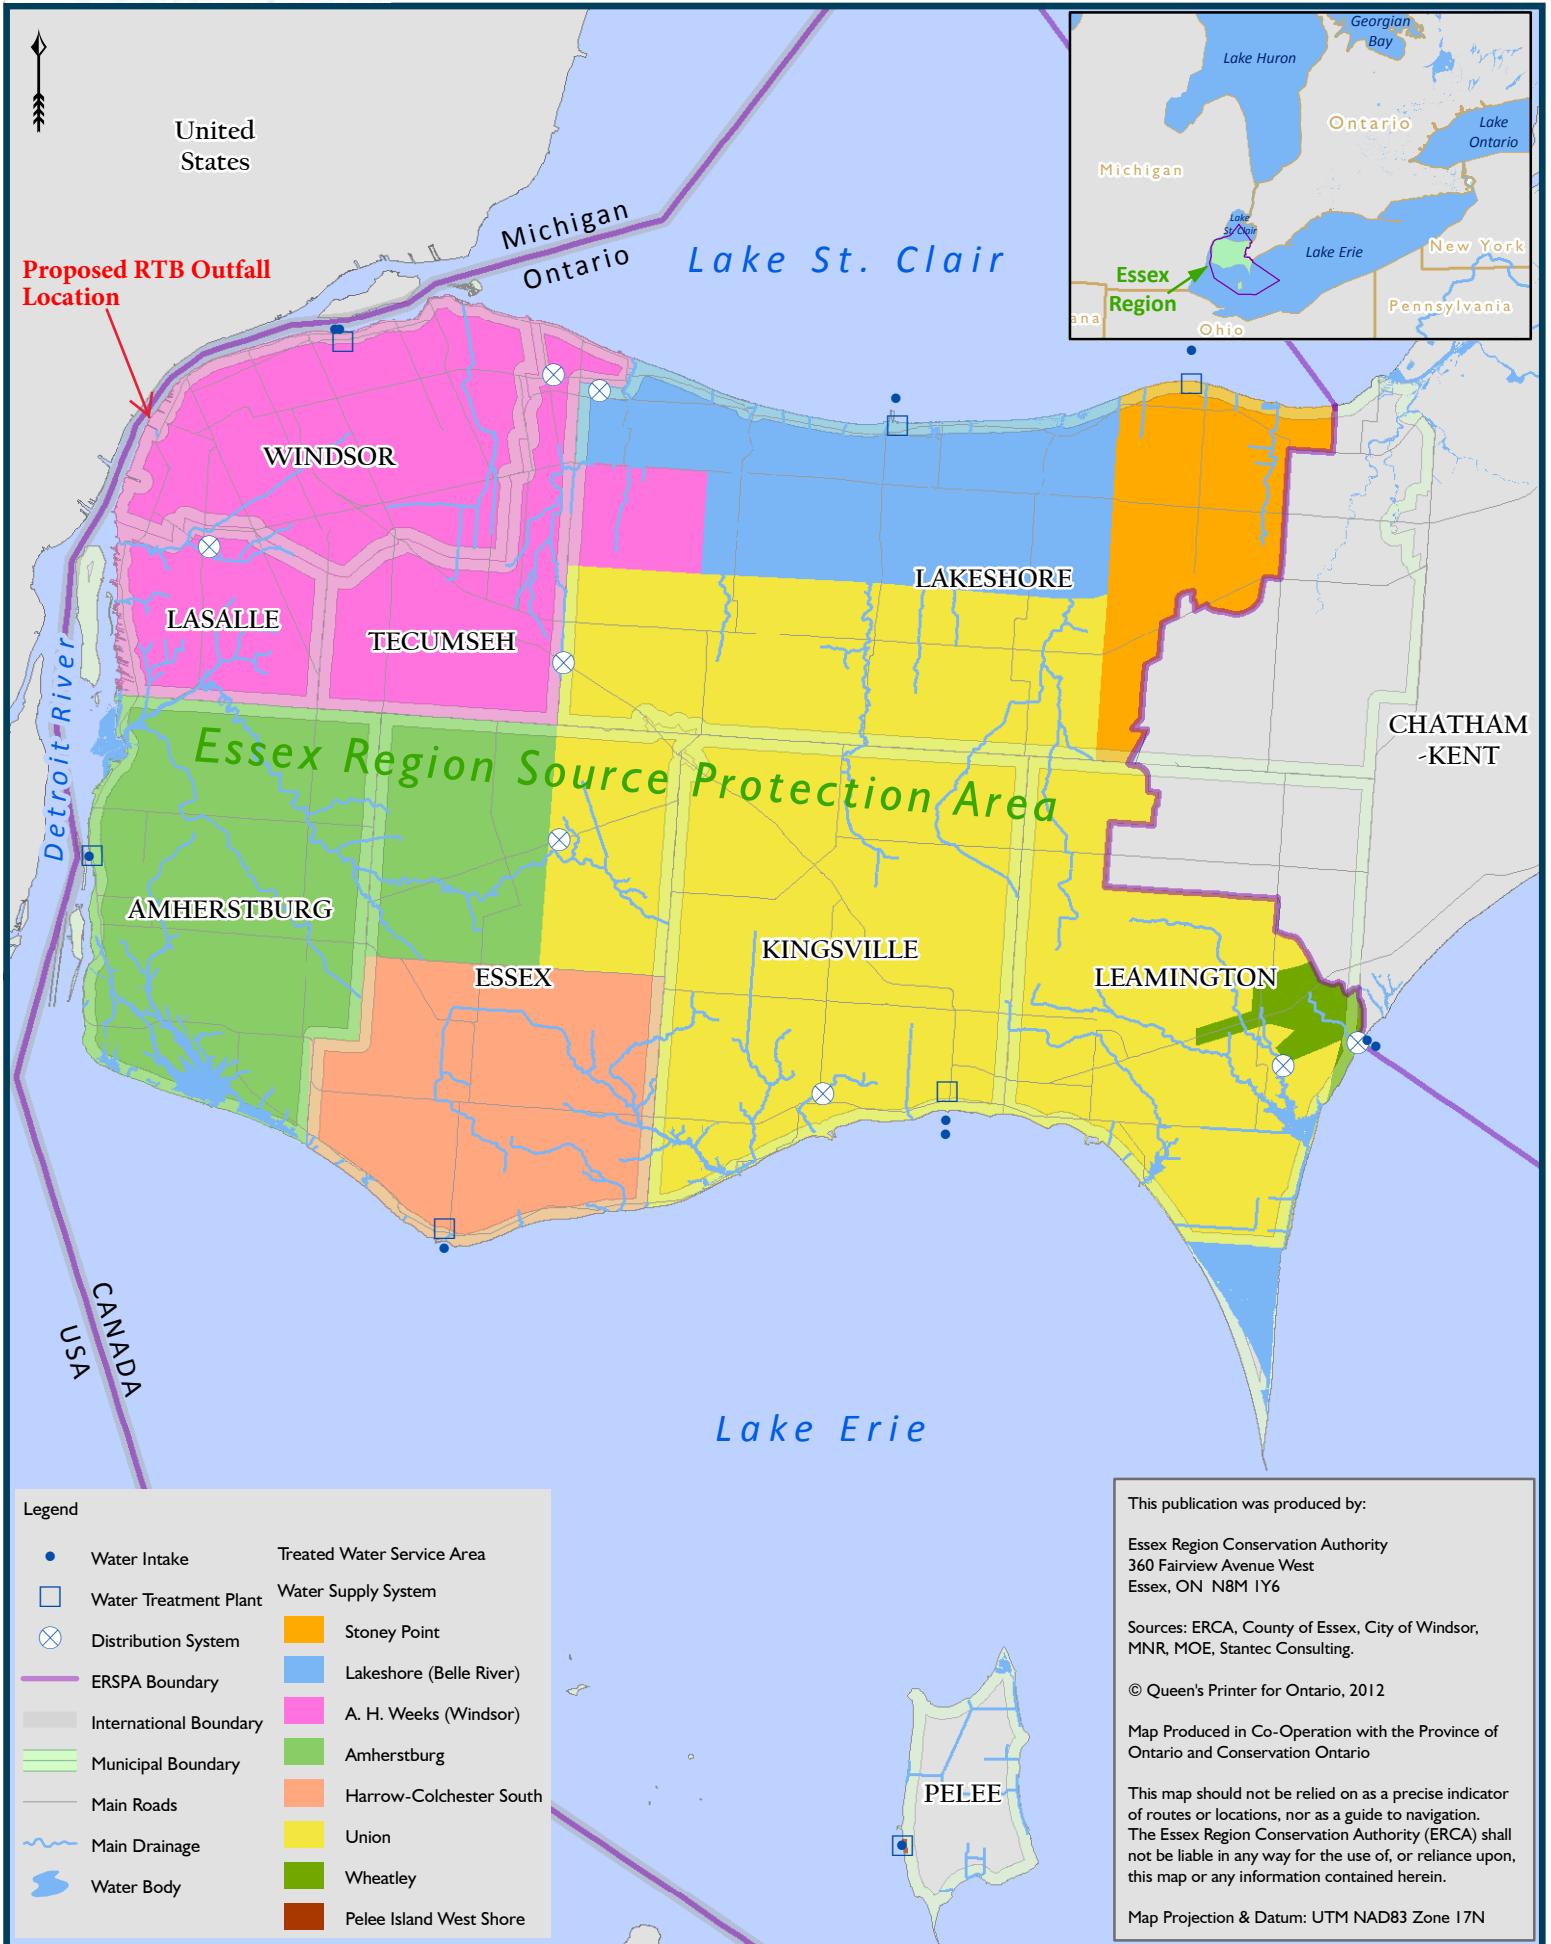 United
States
Proposed RTB Outfall
Location
Michigan
Ontario
Lake St. Clair
Georgian
Bay
Lake Huron
Ontario
Lake
Ontario
Michigan
Lake
St. Clair
Lake Erie
New York
Essex
Region
Pennsylvania
ana
Ohio
WINDSOR
LAKESHORE
LASALLE
TECUMSEH
Detroit River
CHATHAM
-KENT
Essex Region Source Protection Area
AMHERSTBURG
KINGSVILLE
ESSEX
LEAMINGTON
CANADA
USA
Lake Erie
PELEE
Legend
Water Intake
Water Treatment Plant
Distribution System
ERSPA Boundary
International Boundary
Municipal Boundary
Main Roads
Main Drainage
Water Body
Treated Water Service Area
Water Supply System
Stoney Point
Lakeshore (Belle River)
A. H. Weeks (Windsor)
Amherstburg
Harrow-Colchester South
Union
Wheatley
Pelee Island West Shore
This publication was produced by:
Essex Region Conservation Authority
360 Fairview Avenue West
Essex, ON N8M 1Y6
Sources: ERCA, County of Essex, City of Windsor,
MNR, MOE, Stantec Consulting.
© Queen's Printer for Ontario, 2012
Map Produced in Co-Operation with the Province of
Ontario and Conservation Ontario
This map should not be relied on as a precise indicator
of routes or locations, nor as a guide to navigation.
The Essex Region Conservation Authority (ERCA) shall
not be liable in any way for the use of, or reliance upon,
this map or any information contained herein.
Map Projection & Datum: UTM NAD83 Zone 17N